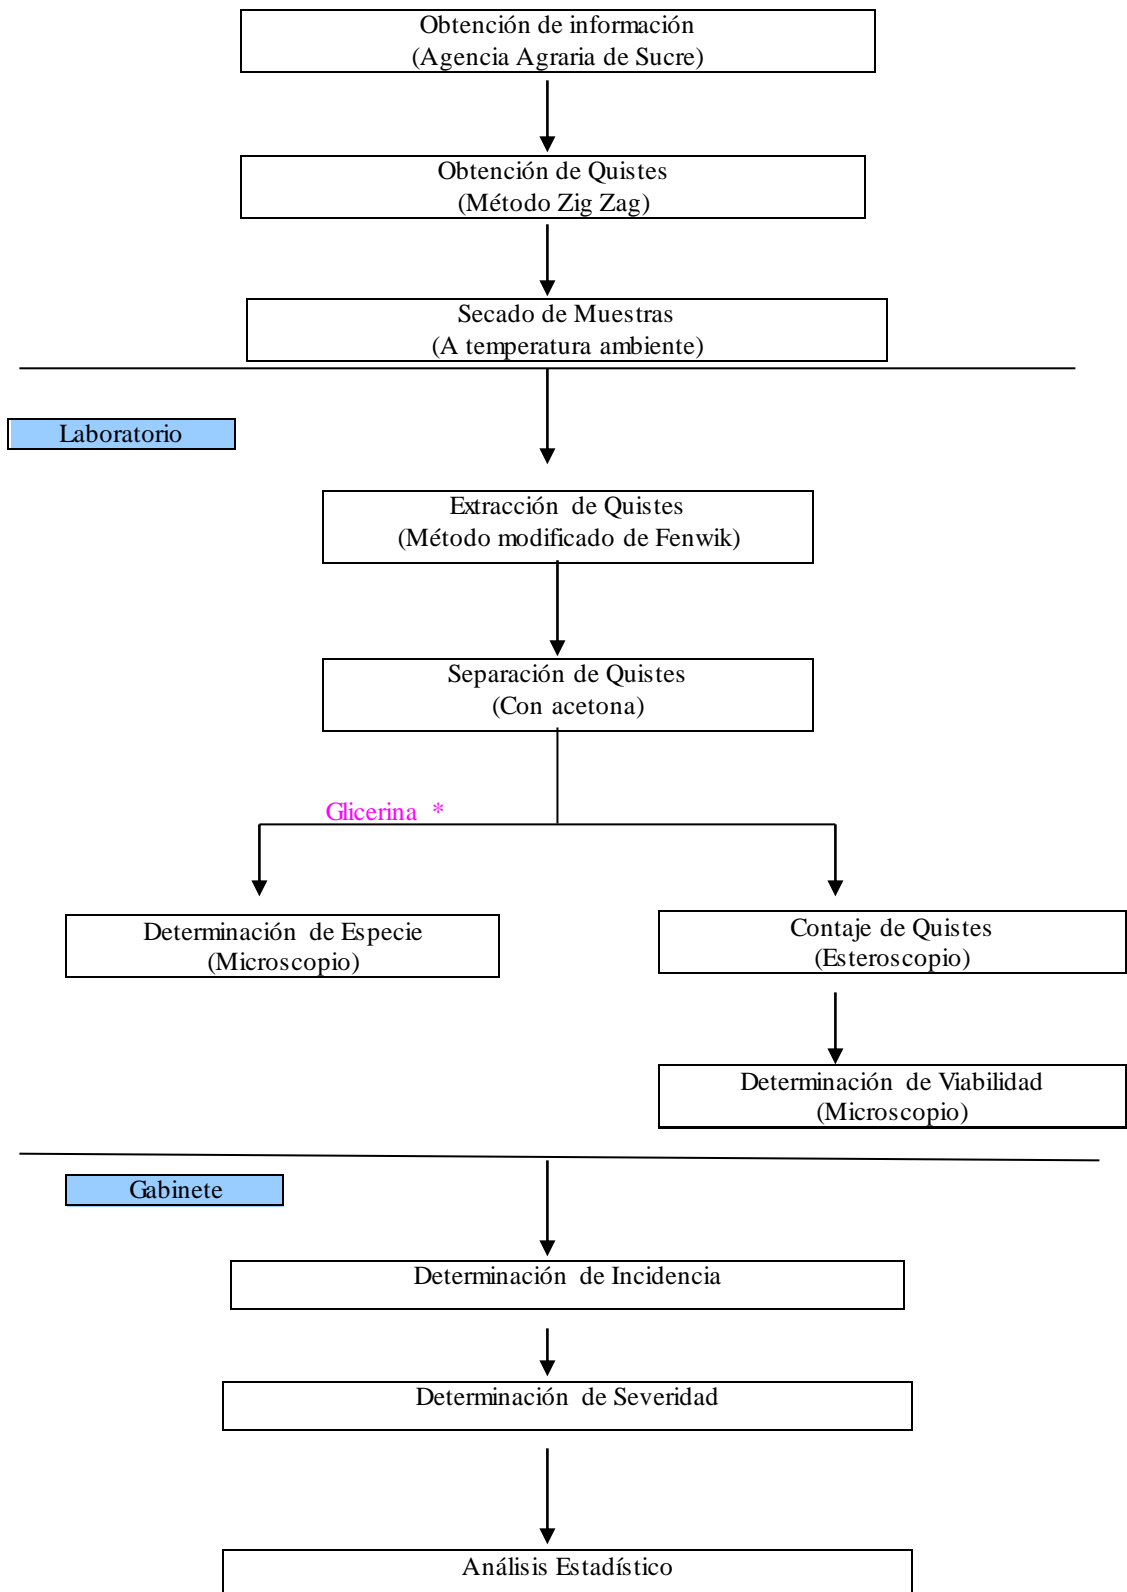 Obtención de información
(Agencia Agraria de Sucre)
Obtención de Quistes
(Método Zig Zag)
Secado de Muestras
(A temperatura ambiente)
Laboratorio
Extracción de Quistes
(Método modificado de Fenwik)
Separación de Quistes
(Con acetona)
Glicerina *
Determinación de Especie
(Microscopio)
Contaje de Quistes
(Esteroscopio)
Determinación de Viabilidad
(Microscopio)
Gabinete
Determinación de Incidencia
Determinación de Severidad
Análisis Estadístico